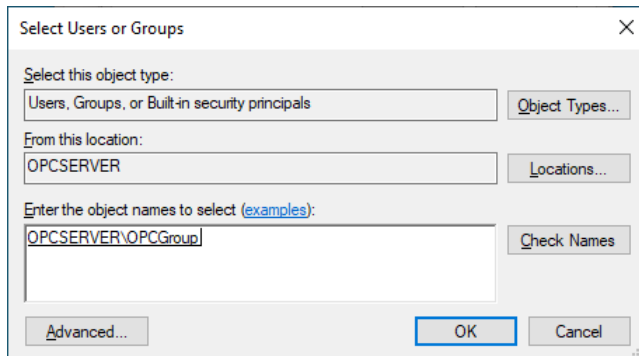 Select Users or Groups
Select this object type:
Users, Groups, or Built-in security principals
Object Types...
From this location:
OPCSERVER
Locations...
Enter the object names to select (examples):
OPCSERVER\OPCGroup
Check Names
Advanced...
OK
Cancel